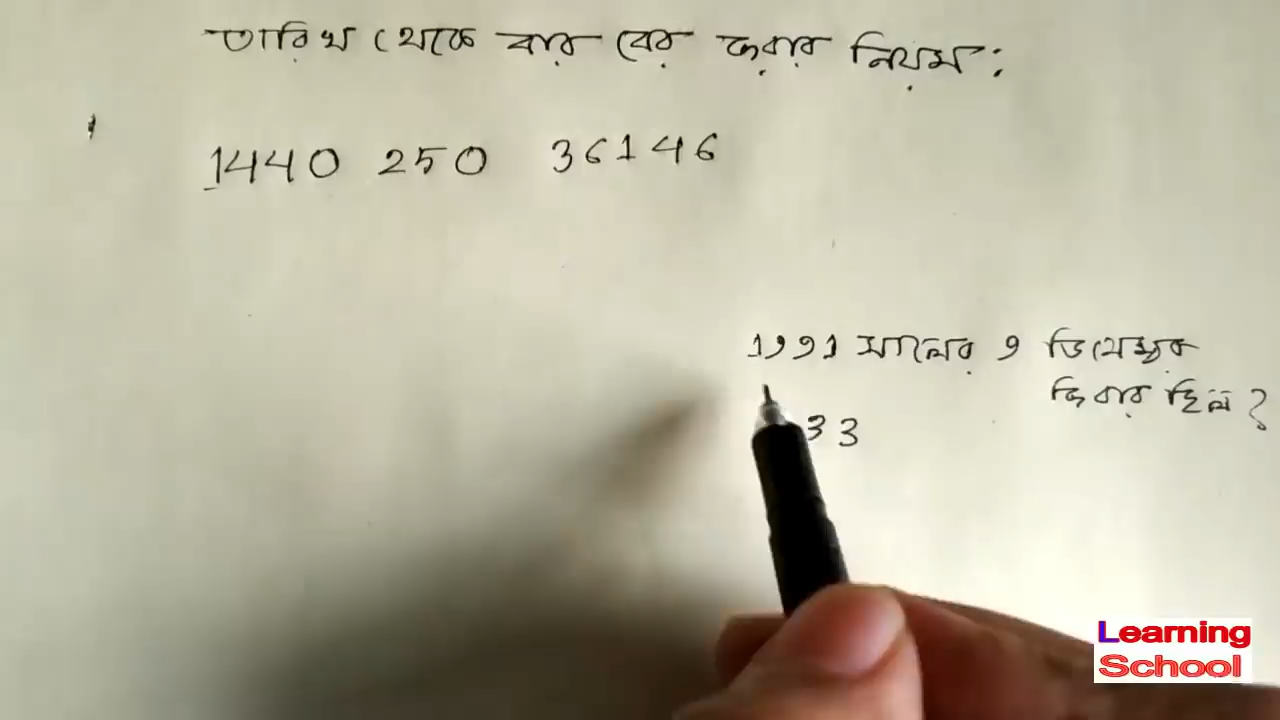 তারিখ থেকে বার বের করার নিয়ম:
1440 250 36146
1991 সালের 9 ডিসেম্বর
কি বার ছিল?
33
Learning
School